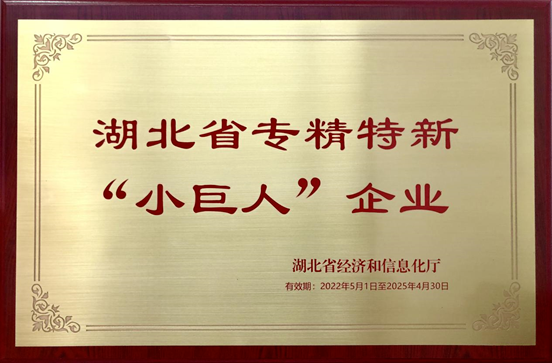 湖北省专精特新
“小巨人”企业
湖北省经济和信息化厅
有效期：2022年5月1日至2025年4月30日